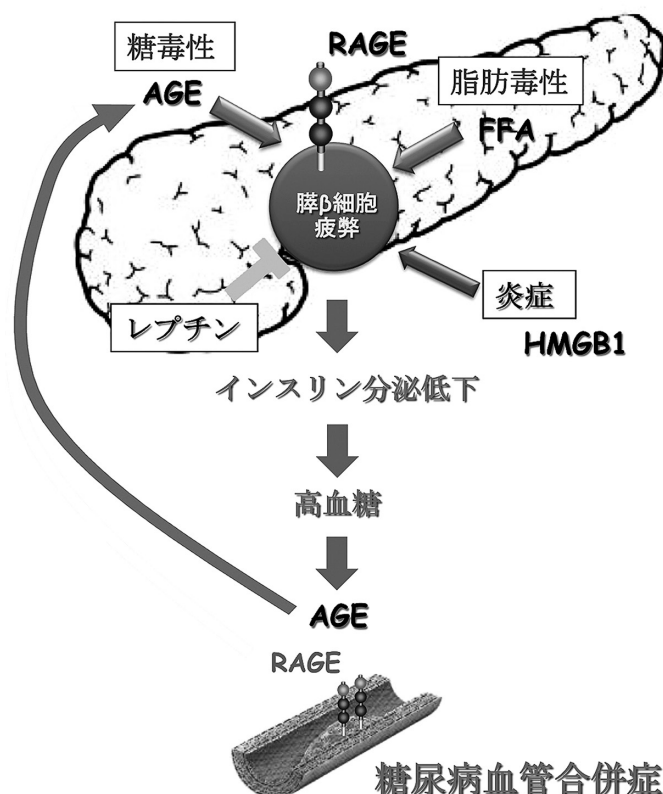 糖毒性
RAGE
AGE
脂肪毒性
FFA
膵β細胞
疲弊
レプチン
炎症
HMGB1
インスリン分泌低下
高血糖
AGE
RAGE
糖尿病血管合併症